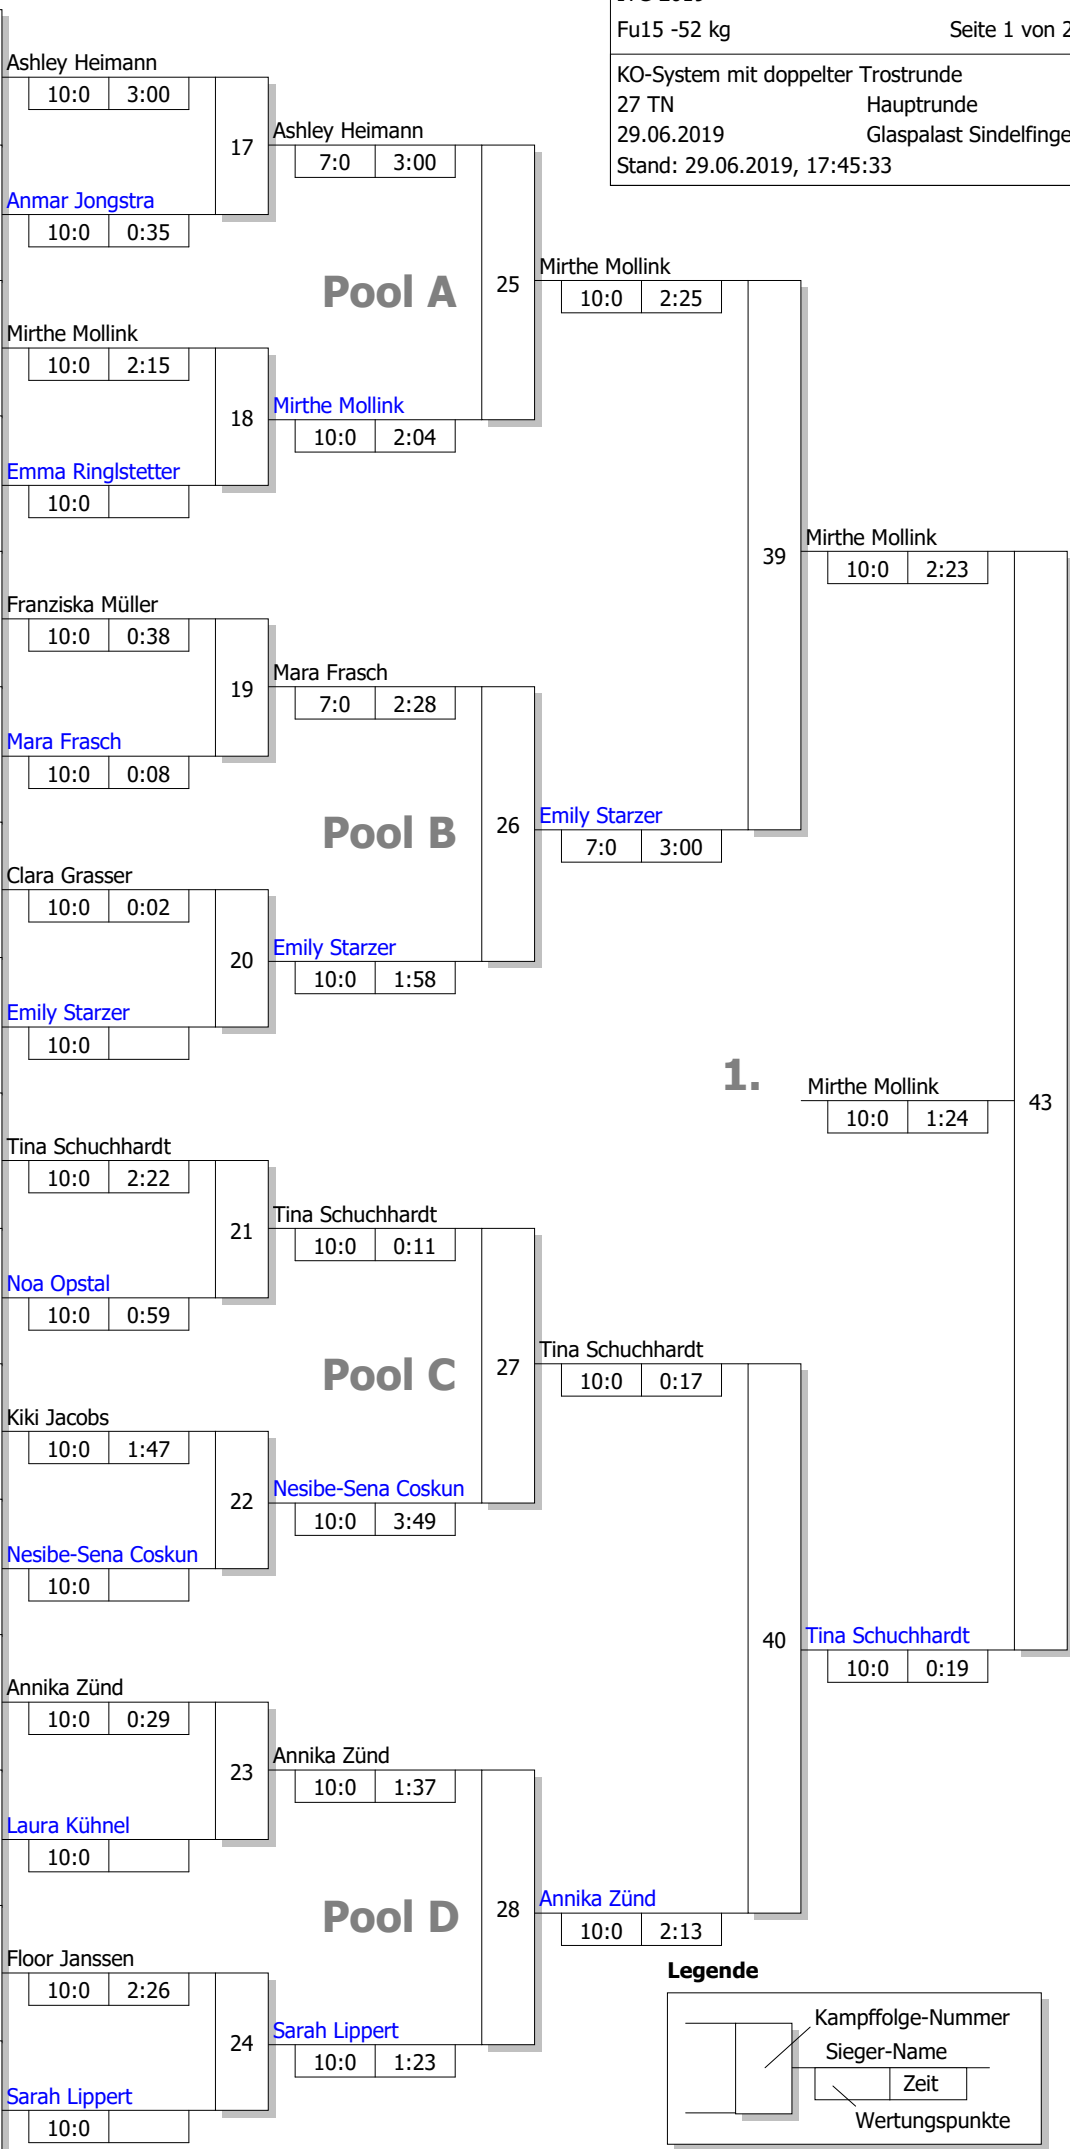 Fu15 -52 kg Seite 1 von 2
KO-System mit doppelter Trostrunde
27 TN Hauptrunde
29.06.2019 Glaspalast Sindelfinge
Stand: 29.06.2019, 17:45:33
Ashley Heimann
10:0 3:00
17
Anmar Jongstra
10:0 0:35
Ashley Heimann
7:0 3:00
Pool A
25
Mirthe Mollink
10:0 2:25
Mirthe Mollink
10:0 2:15
18
Mirthe Mollink
10:0 2:04
Emma Ringlstetter
10:0
39
Mirthe Mollink
10:0 2:23
Franziska Müller
10:0 0:38
19
Mara Frasch
7:0 2:28
Mara Frasch
10:0 0:08
Pool B
26
Emily Starzer
7:0 3:00
Clara Grasser
10:0 0:02
20
Emily Starzer
10:0 1:58
Emily Starzer
10:0
1.
Mirthe Mollink
10:0 1:24
43
Tina Schuchhardt
10:0 2:22
21
Tina Schuchhardt
10:0 0:11
Noa Opstal
10:0 0:59
Pool C
27
Tina Schuchhardt
10:0 0:17
Kiki Jacobs
10:0 1:47
22
Nesibe-Sena Coskun
10:0 3:49
Nesibe-Sena Coskun
10:0
40
Tina Schuchhardt
10:0 0:19
Annika Zünd
10:0 0:29
23
Annika Zünd
10:0 1:37
Laura Kühnel
10:0
Pool D
28
Annika Zünd
10:0 2:13
Floor Janssen
10:0 2:26
24
Sarah Lippert
10:0 1:23
Sarah Lippert
10:0
Legende
Kampffolge-Nummer
Sieger-Name
Zeit
Wertungspunkte